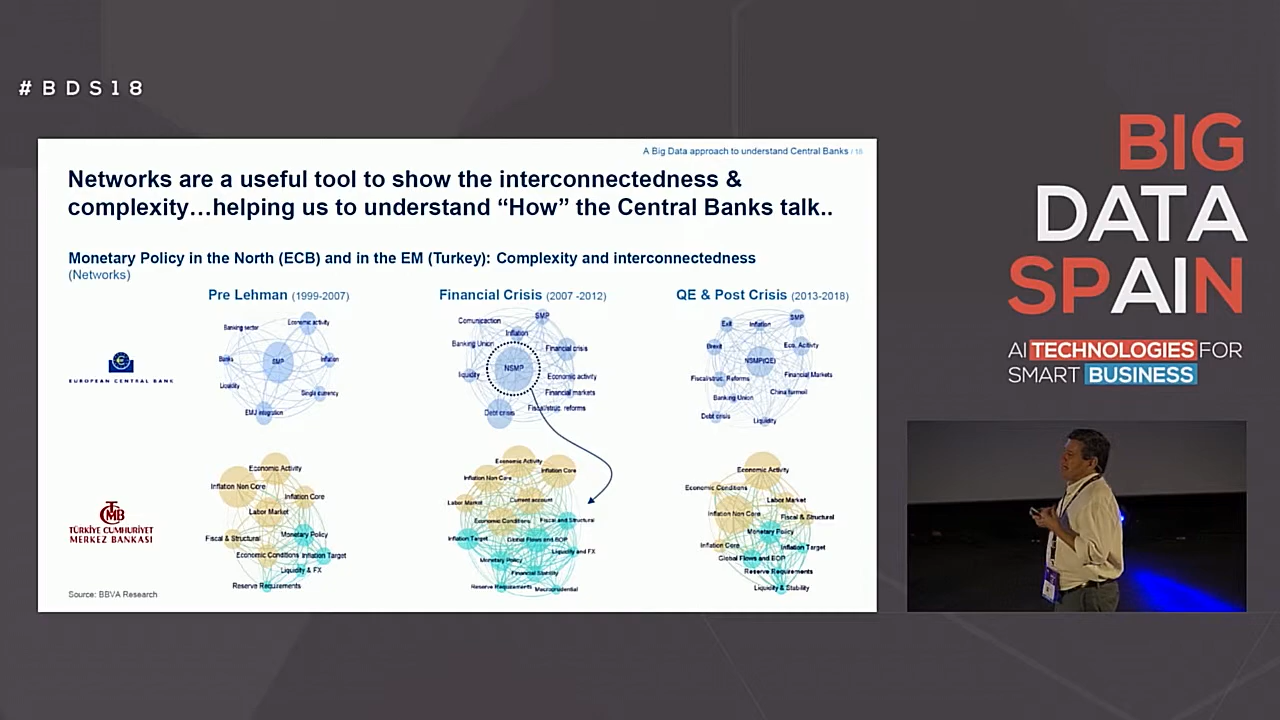 #BDS18
A Big Data approach to understand Central Banks / 18
Networks are a useful tool to show the interconnectedness &
complexity…helping us to understand “How” the Central Banks talk..
Monetary Policy in the North (ECB) and in the EM (Turkey): Complexity and interconnectedness
(Networks)
Pre Lehman (1999-2007)
Financial Crisis (2007 -2012)
QE & Post Crisis (2013-2018)
EUROPEAN CENTRAL BANK
Banking sector
Economic activity
Banks
SMP
Inflation
Liquidity
Single currency
EMU integration
Comunicaction
SMP
Inflation
Banking Union
Financial crisis
NSMP
liquidity
Economic activity
Financial markets
Debt crisis
Fiscal/struc. reforms
Exit
Inflation
SMP
Brexit
Eco. Activity
NSMP(QE)
Fiscal/struc. Reforms
Financial Markets
Banking Union
China turmoil
Debt crisis
Liquidity
TCMB
TÜRKİYE CUMHURİYET
MERKEZ BANKASI
Economic Activity
Inflation Non Core
Inflation Core
Labor Market
Fiscal & Structural
Monetary Policy
Economic Conditions
Inflation Target
Liquidity & FX
Reserve Requirements
Economic Activity
Inflation Non Core
Inflation Core
Labor Market
Current account
Economic Conditions
Fiscal and Structural
Inflation Target
Global Flows and BOP
Liquidity and FX
Monetary Policy
Financial Stability
Reserve Requirements
Macroprudential
Economic Activity
Economic Conditions
Labor Market
Inflation Non Core
Fiscal & Structural
Monetary Policy
Inflation Core
Inflation Target
Global Flows and BOP
Reserve Requirements
Liquidity & Stability
Source: BBVA Research
BIG
DATA
SPAIN
AI TECHNOLOGIES FOR
SMART BUSINESS